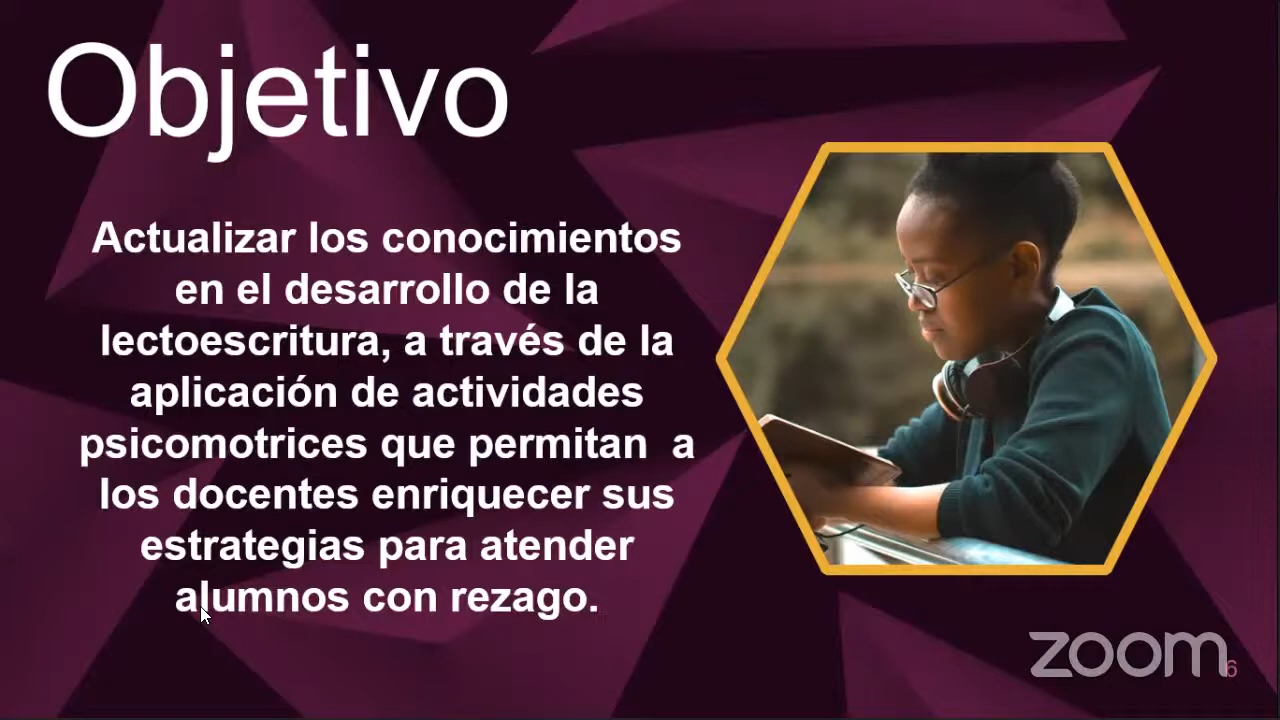 Objetivo
Actualizar los conocimientos
en el desarrollo de la
lectoescritura, a través de la
aplicación de actividades
psicomotrices que permitan  a
los docentes enriquecer sus
estrategias para atender
alumnos con rezago.
zoom
6